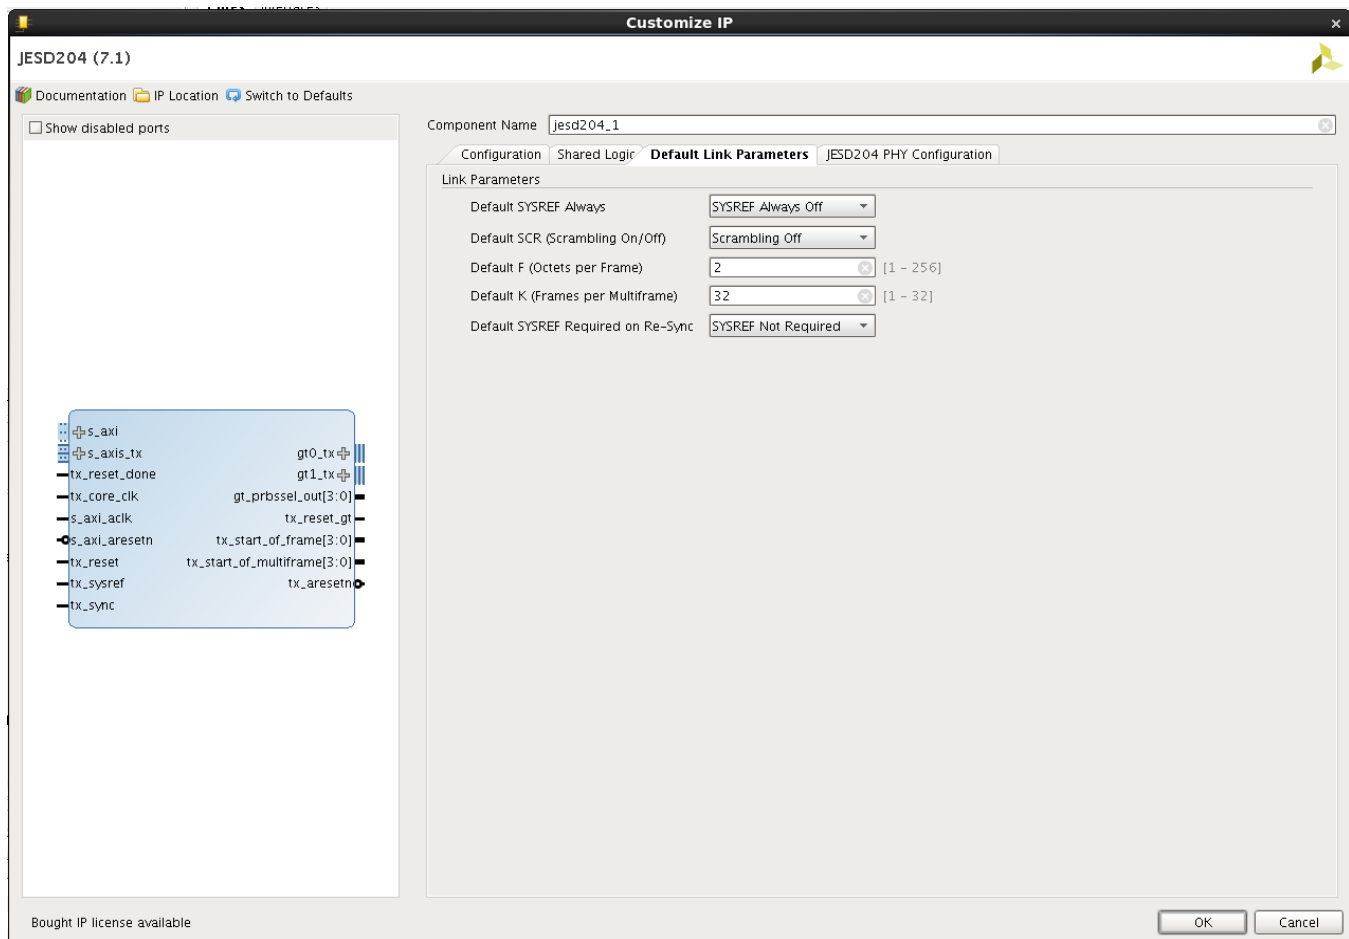 Customize IP
JESD204 (7.1)
Documentation IP Location Switch to Defaults
Show disabled ports
Component Name jesd204_1
Configuration Shared Logic Default Link Parameters JESD204 PHY Configuration
Link Parameters
Default SYSREF Always SYSREF Always Off
Default SCR (Scrambling On/Off) Scrambling Off
Default F (Octets per Frame) 2 [1 - 256]
Default K (Frames per Multiframe) 32 [1 - 32]
Default SYSREF Required on Re-Sync SYSREF Not Required
s_axi
s_axis_tx gt0_tx
tx_reset_done gt1_tx
tx_core_clk gt_prbssel_out[3:0]
s_axi_aclk tx_reset_gt
s_axi_aresetn tx_start_of_frame[3:0]
tx_reset tx_start_of_multiframe[3:0]
tx_sysref tx_aresetn
tx_sync
Bought IP license available
OK Cancel